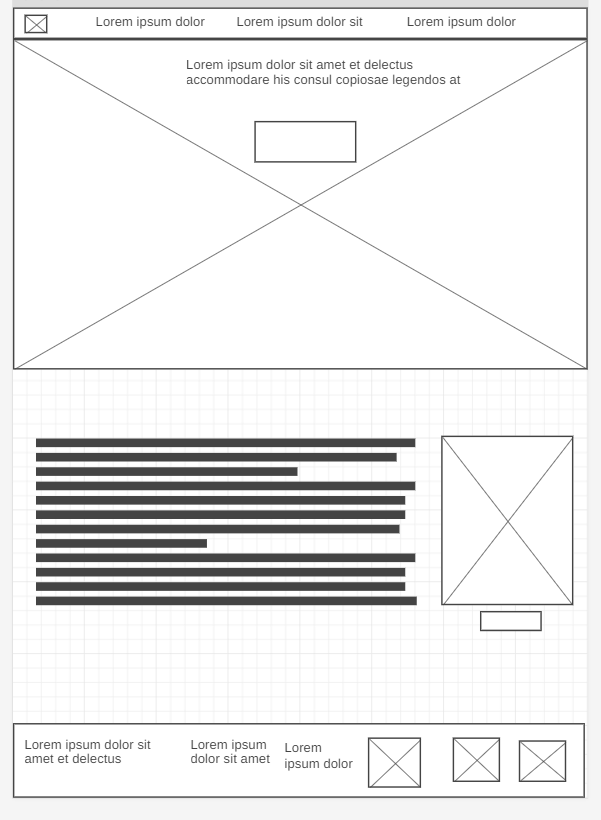 Lorem ipsum dolor
Lorem ipsum dolor sit
Lorem ipsum dolor
Lorem ipsum dolor sit amet et delectus
accommodare his consul copiosae legendos at
Lorem ipsum dolor sit
amet et delectus
Lorem ipsum
dolor sit amet
Lorem
ipsum dolor